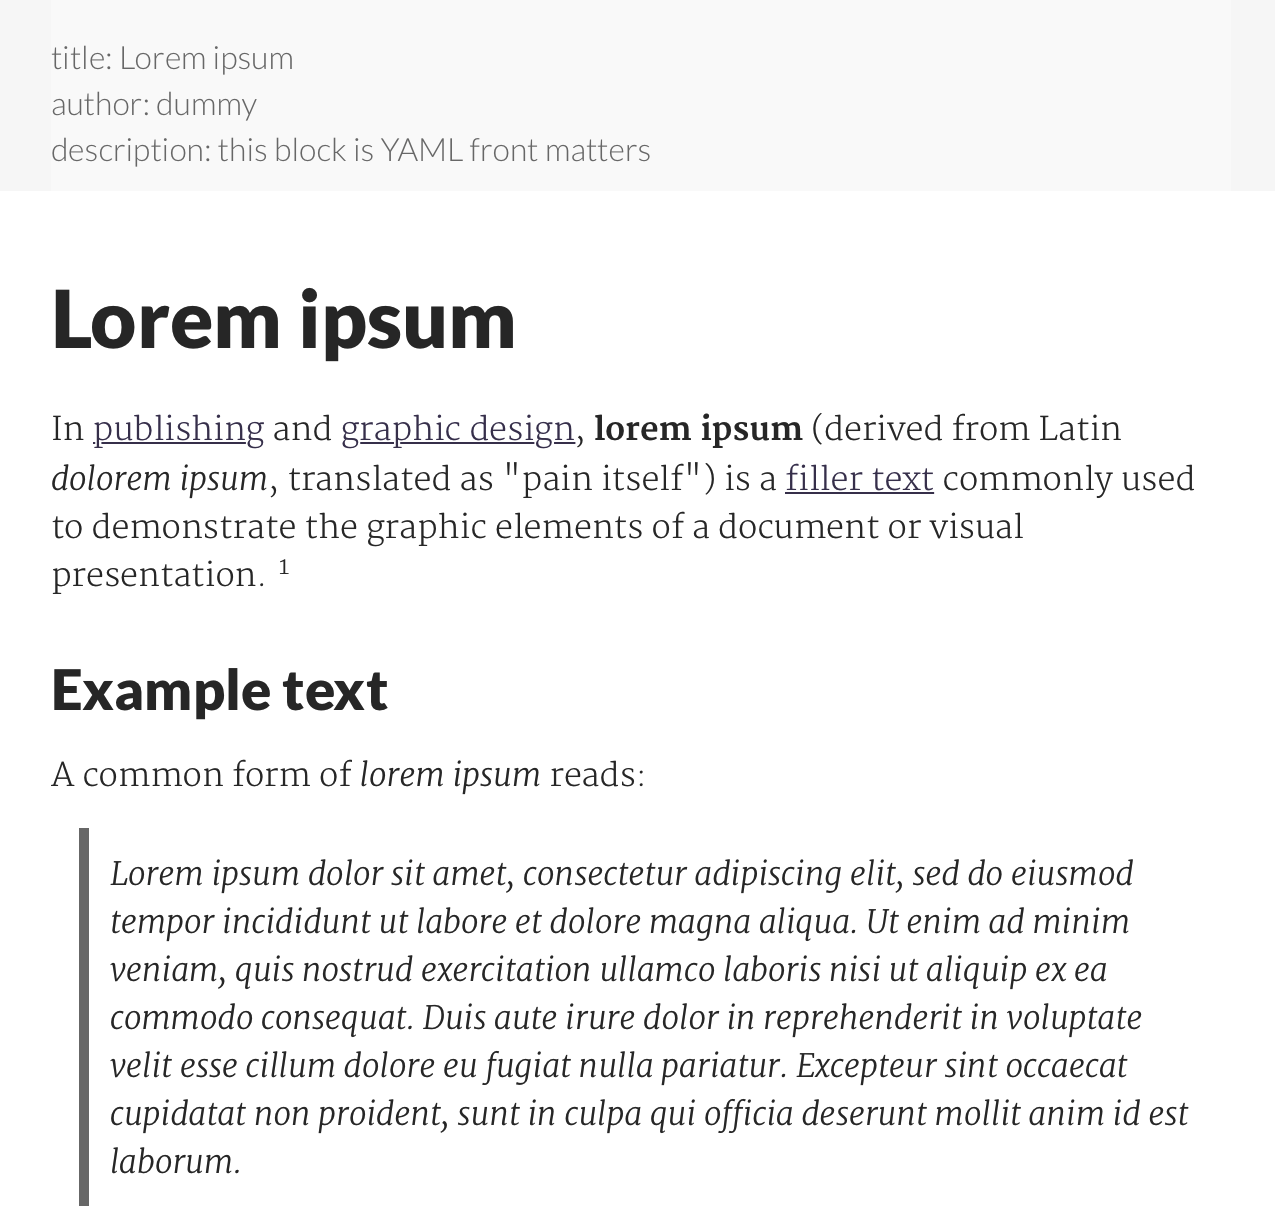 title: Lorem ipsum
author: dummy
description: this block is YAML front matters
Lorem ipsum
In publishing and graphic design, lorem ipsum (derived from Latin
dolorem ipsum, translated as "pain itself") is a filler text commonly used
to demonstrate the graphic elements of a document or visual
presentation. 1
Example text
A common form of lorem ipsum reads:
Lorem ipsum dolor sit amet, consectetur adipiscing elit, sed do eiusmod
tempor incididunt ut labore et dolore magna aliqua. Ut enim ad minim
veniam, quis nostrud exercitation ullamco laboris nisi ut aliquip ex ea
commodo consequat. Duis aute irure dolor in reprehenderit in voluptate
velit esse cillum dolore eu fugiat nulla pariatur. Excepteur sint occaecat
cupidatat non proident, sunt in culpa qui officia deserunt mollit anim id est
laborum.